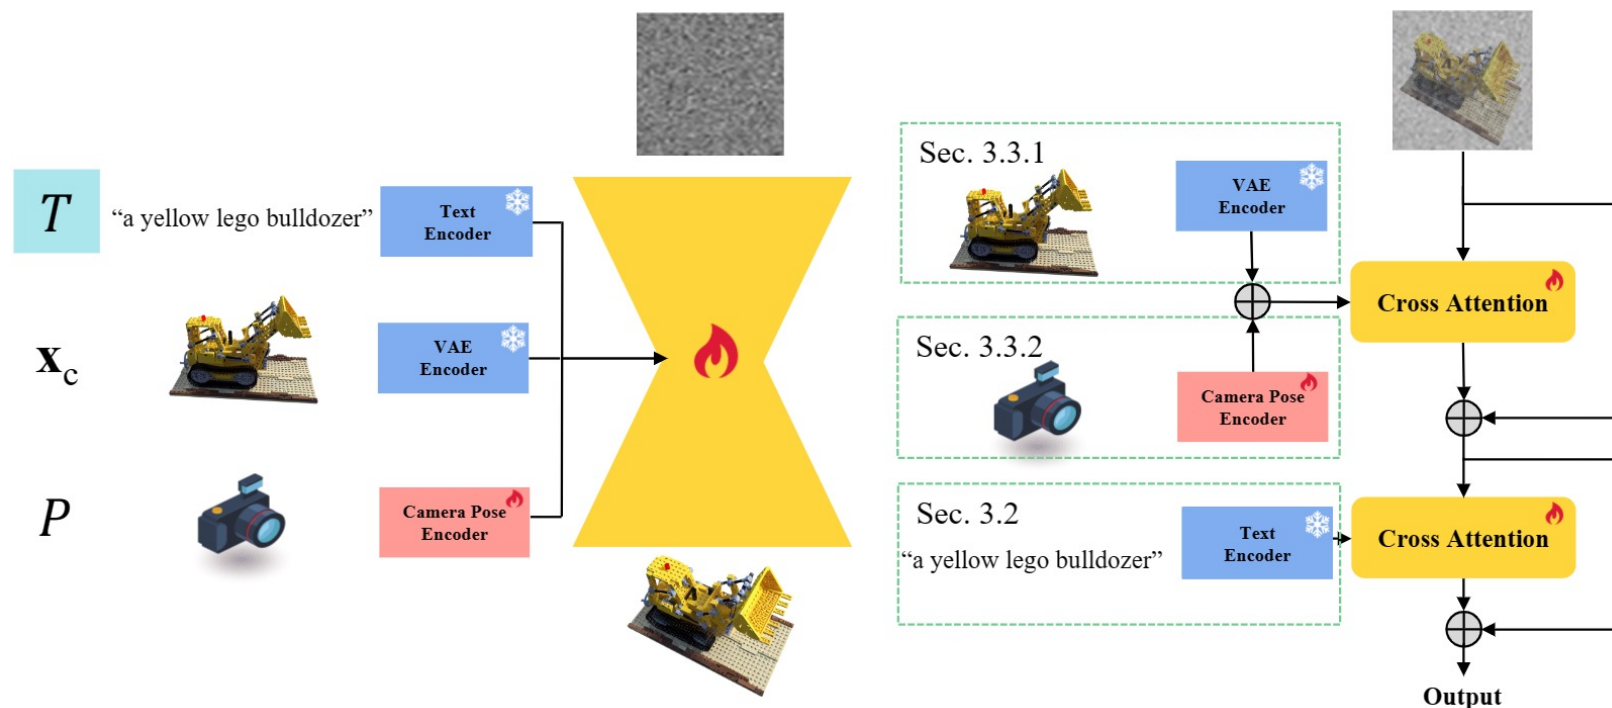 T
“a yellow lego bulldozer”
Text
Encoder
x_c
VAE
Encoder
P
Camera Pose
Encoder
Sec. 3.3.1
VAE
Encoder
Cross Attention
Sec. 3.3.2
Camera Pose
Encoder
Sec. 3.2
“a yellow lego bulldozer”
Text
Encoder
Cross Attention
Output